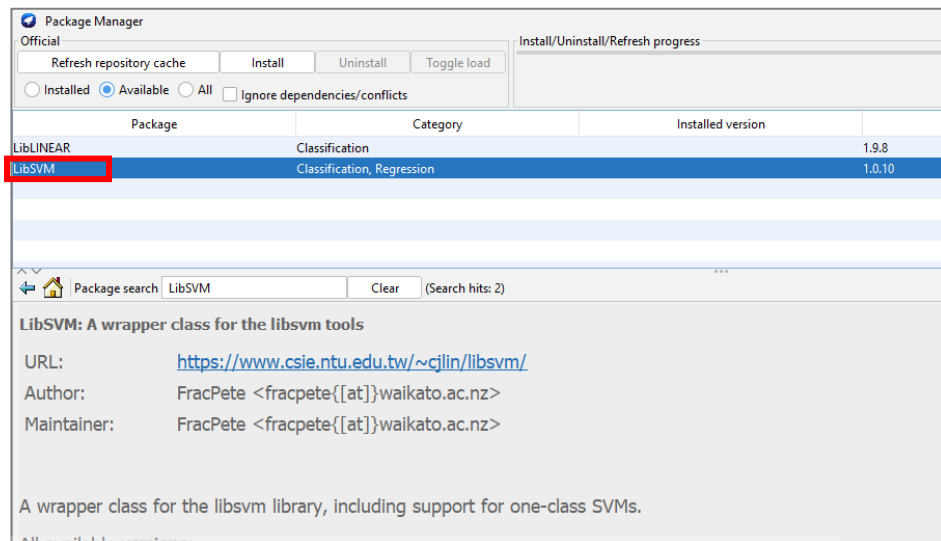 Package Manager
Official
Install/Uninstall/Refresh progress
Refresh repository cache Install Uninstall Toggle load
Installed Available All Ignore dependencies/conflicts
Package Category Installed version
LibLINEAR Classification 1.9.8
LibSVM Classification, Regression 1.0.10
Package search LibSVM Clear (Search hits: 2)
LibSVM: A wrapper class for the libsvm tools
URL: https://www.csie.ntu.edu.tw/~cjlin/libsvm/
Author: FracPete <fracpete{[at]}waikato.ac.nz>
Maintainer: FracPete <fracpete{[at]}waikato.ac.nz>
A wrapper class for the libsvm library, including support for one-class SVMs.